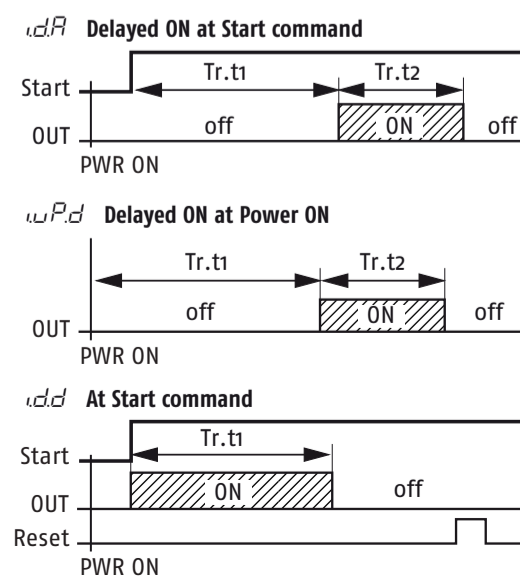 i.d.A Delayed ON at Start command
Tr.t1 Tr.t2
Start
off ON off
OUT
PWR ON
i.uP.d Delayed ON at Power ON
Tr.t1 Tr.t2
off ON off
OUT
PWR ON
i.d.d At Start command
Tr.t1
Start
ON off
OUT
Reset
PWR ON